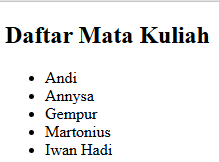 Daftar Mata Kuliah
Andi
Annysa
Gempur
Martonius
Iwan Hadi